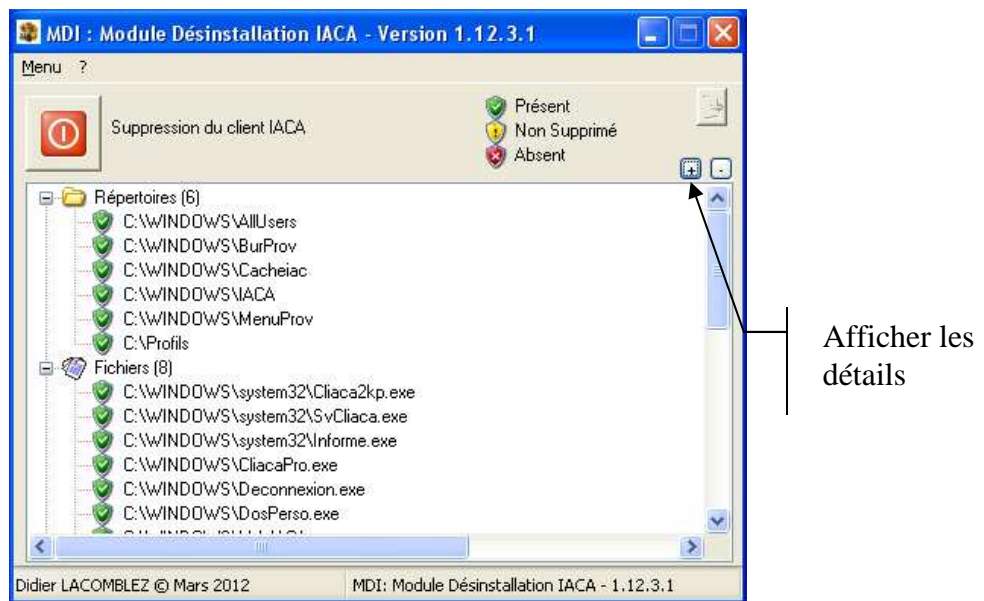 MDI : Module Désinstallation IACA - Version 1.12.3.1
Menu ?
Suppression du client IACA
Présent
Non Supprimé
Absent
Répertoires (6)
C:\WINDOWS\AllUsers
C:\WINDOWS\BurProv
C:\WINDOWS\Cacheiac
C:\WINDOWS\IACA
C:\WINDOWS\MenuProv
C:\Profils
Fichiers (8)
C:\WINDOWS\system32\Cliaca2kp.exe
C:\WINDOWS\system32\SvCliaca.exe
C:\WINDOWS\system32\Informe.exe
C:\WINDOWS\CliacaPro.exe
C:\WINDOWS\Deconnexion.exe
C:\WINDOWS\DosPerso.exe
Afficher les
détails
Didier LACOMBLEZ © Mars 2012
MDI: Module Désinstallation IACA - 1.12.3.1